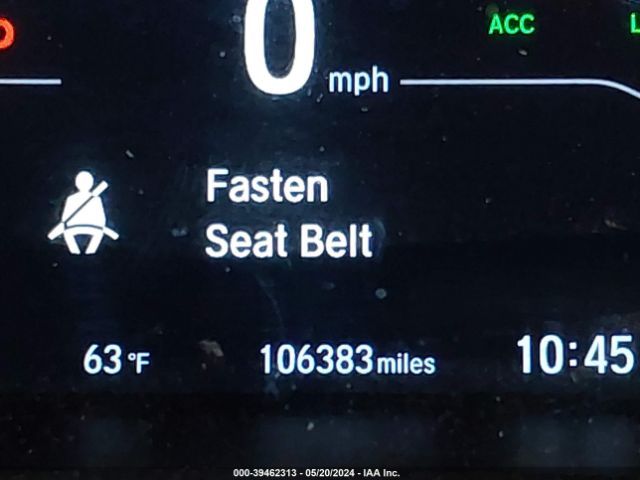 0 mph
ACC
Fasten
Seat Belt
63 °F
106383 miles
10:45
000-39462313 - 05/20/2024 - IAA Inc.